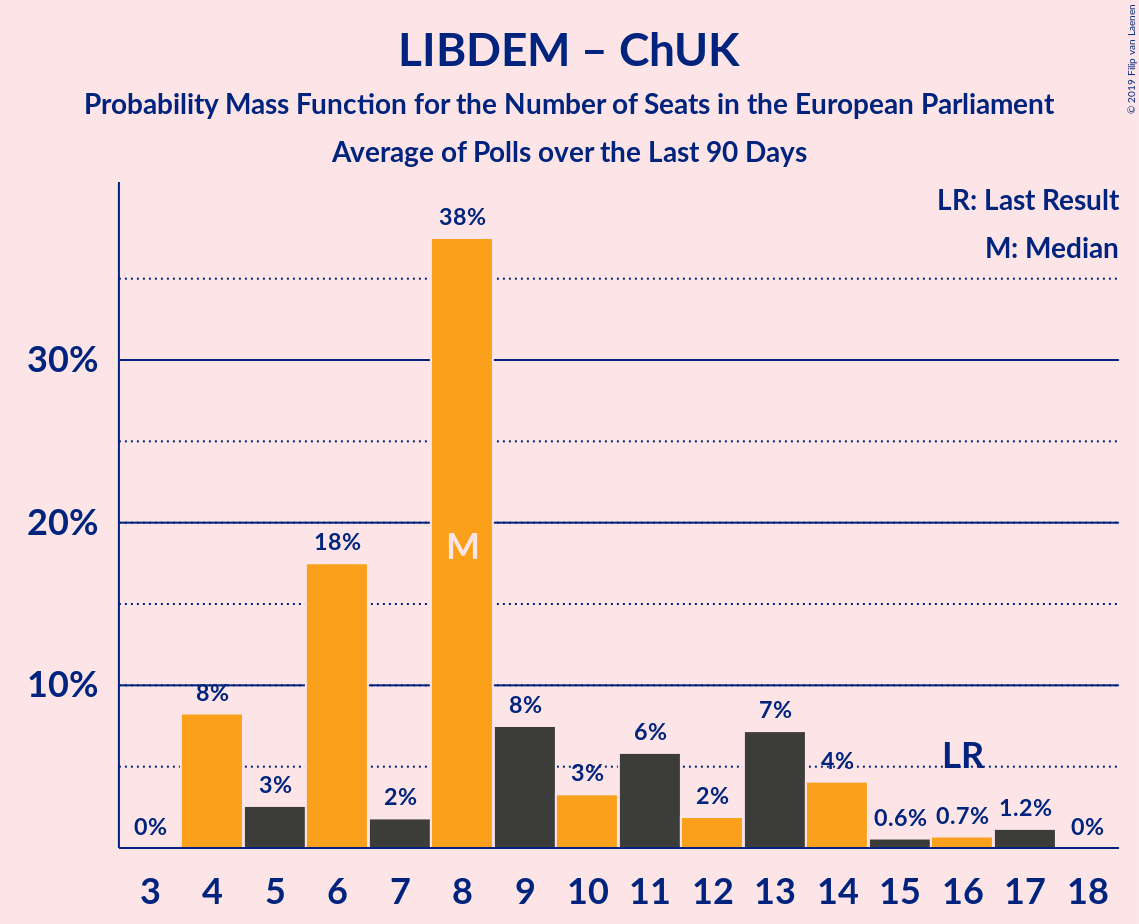 LIBDEM – ChUK
Probability Mass Function for the Number of Seats in the European Parliament
Average of Polls over the Last 90 Days
© 2019 Filip van Laenen
LR: Last Result
M: Median
30%
20%
10%
0%
8%
3%
18%
2%
38%
M
8%
3%
6%
2%
7%
4%
0.6%
0.7%
LR
1.2%
0%
3 4 5 6 7 8 9 10 11 12 13 14 15 16 17 18